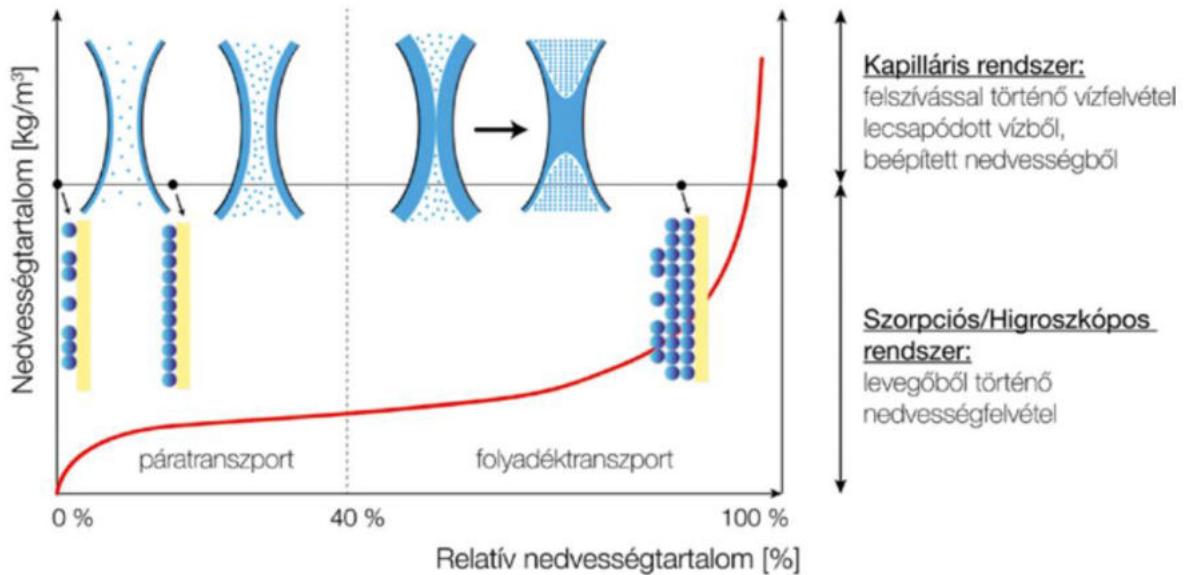 Nedvességtartalom [kg/m³]
Kapilláris rendszer:
felszívással történő vízfelvétel
lecsapódott vízből,
beépített nedvességből
Szorpciós/Higroszkópos
rendszer:
levegőből történő
nedvességfelvétel
páratranszport
folyadéktranszport
0 %
40 %
100 %
Relatív nedvességtartalom [%]